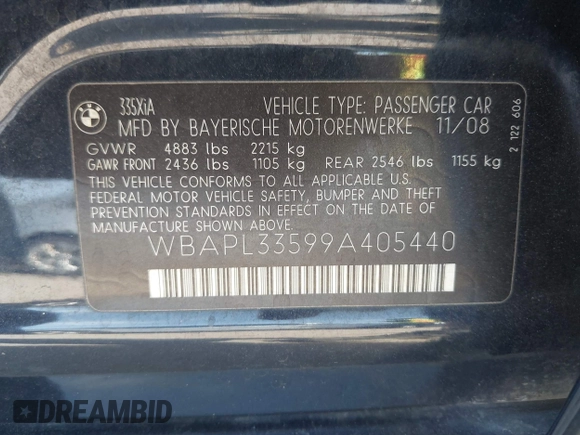 BMW
335XiA VEHICLE TYPE: PASSENGER CAR
MFD BY BAYERISCHE MOTORENWERKE 11/08
GVWR 4883 lbs 2215 kg
GAWR FRONT 2436 lbs 1105 kg REAR 2546 lbs 1155 kg
THIS VEHICLE CONFORMS TO ALL APPLICABLE U.S.
FEDERAL MOTOR VEHICLE SAFETY, BUMPER AND THEFT
PREVENTION STANDARDS IN EFFECT ON THE DATE OF
MANUFACTURE SHOWN ABOVE.
WBAPL33599A405440
2 122 606
DREAMBID